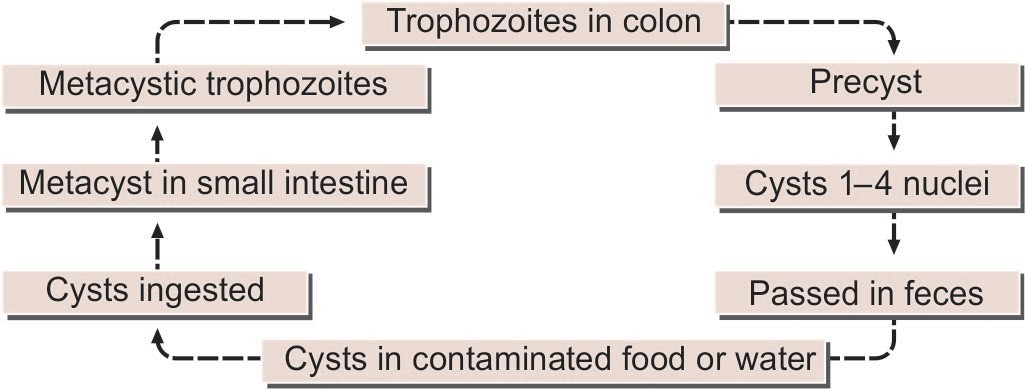 Trophozoites in colon
Precyst
Cysts 1–4 nuclei
Passed in feces
Cysts in contaminated food or water
Cysts ingested
Metacyst in small intestine
Metacystic trophozoites